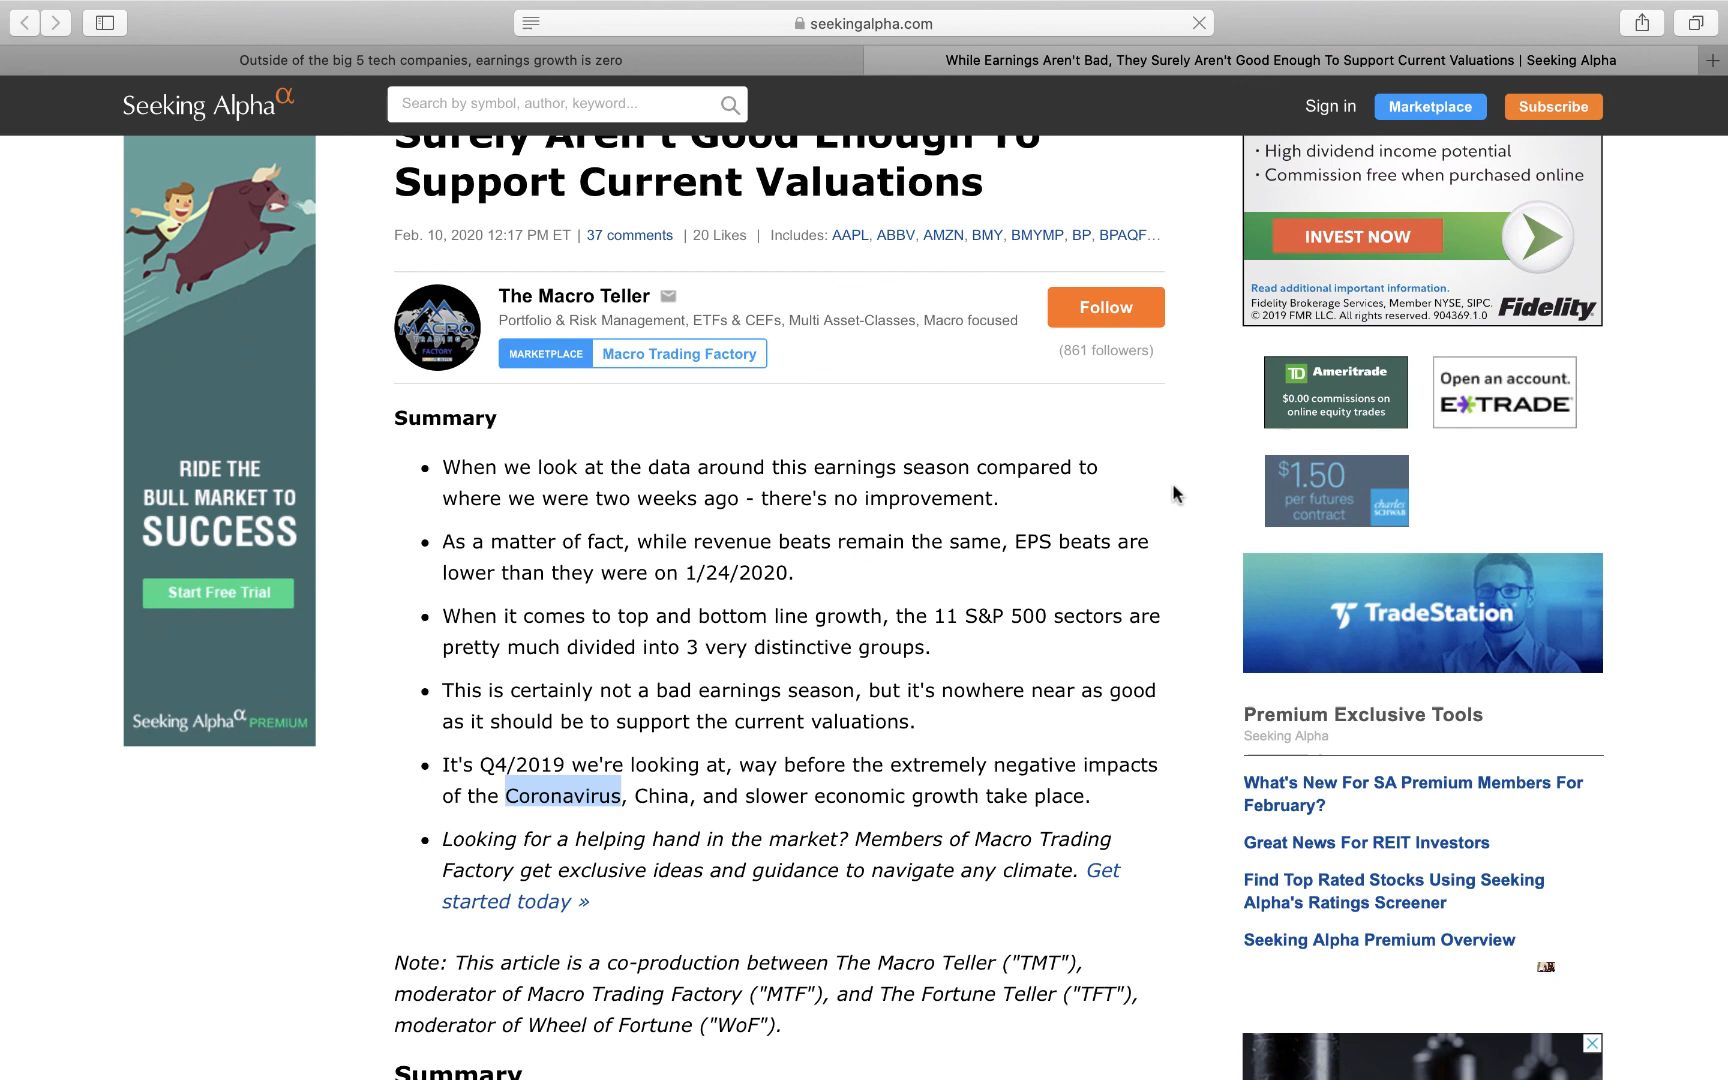 seekingalpha.com
Outside of the big 5 tech companies, earnings growth is zero
While Earnings Aren't Bad, They Surely Aren't Good Enough To Support Current Valuations | Seeking Alpha
Seeking Alphaα
Search by symbol, author, keyword...
Sign in
Marketplace
Subscribe
Surely Aren't Good Enough To
Support Current Valuations
Feb. 10, 2020 12:17 PM ET | 37 comments | 20 Likes | Includes: AAPL, ABBV, AMZN, BMY, BMYMP, BP, BPAQF...
MACRO
TRADING
FACTORY
The Macro Teller
Portfolio & Risk Management, ETFs & CEFs, Multi Asset-Classes, Macro focused
MARKETPLACE Macro Trading Factory
Follow
(861 followers)
Summary
• When we look at the data around this earnings season compared to
where we were two weeks ago - there's no improvement.
• As a matter of fact, while revenue beats remain the same, EPS beats are
lower than they were on 1/24/2020.
• When it comes to top and bottom line growth, the 11 S&P 500 sectors are
pretty much divided into 3 very distinctive groups.
• This is certainly not a bad earnings season, but it's nowhere near as good
as it should be to support the current valuations.
• It's Q4/2019 we're looking at, way before the extremely negative impacts
of the Coronavirus, China, and slower economic growth take place.
• Looking for a helping hand in the market? Members of Macro Trading
Factory get exclusive ideas and guidance to navigate any climate. Get
started today »
Note: This article is a co-production between The Macro Teller ("TMT"),
moderator of Macro Trading Factory ("MTF"), and The Fortune Teller ("TFT"),
moderator of Wheel of Fortune ("WoF").
Summary
RIDE THE
BULL MARKET TO
SUCCESS
Start Free Trial
Seeking Alphaα PREMIUM
· High dividend income potential
· Commission free when purchased online
INVEST NOW
Read additional important information.
Fidelity Brokerage Services, Member NYSE, SIPC.
© 2019 FMR LLC. All rights reserved. 904369.1.0
Fidelity
TD Ameritrade
$0.00 commissions on
online equity trades
Open an account.
E*TRADE
$1.50
per futures
contract
charles
SCHWAB
TradeStation
Premium Exclusive Tools
Seeking Alpha
What's New For SA Premium Members For
February?
Great News For REIT Investors
Find Top Rated Stocks Using Seeking
Alpha's Ratings Screener
Seeking Alpha Premium Overview